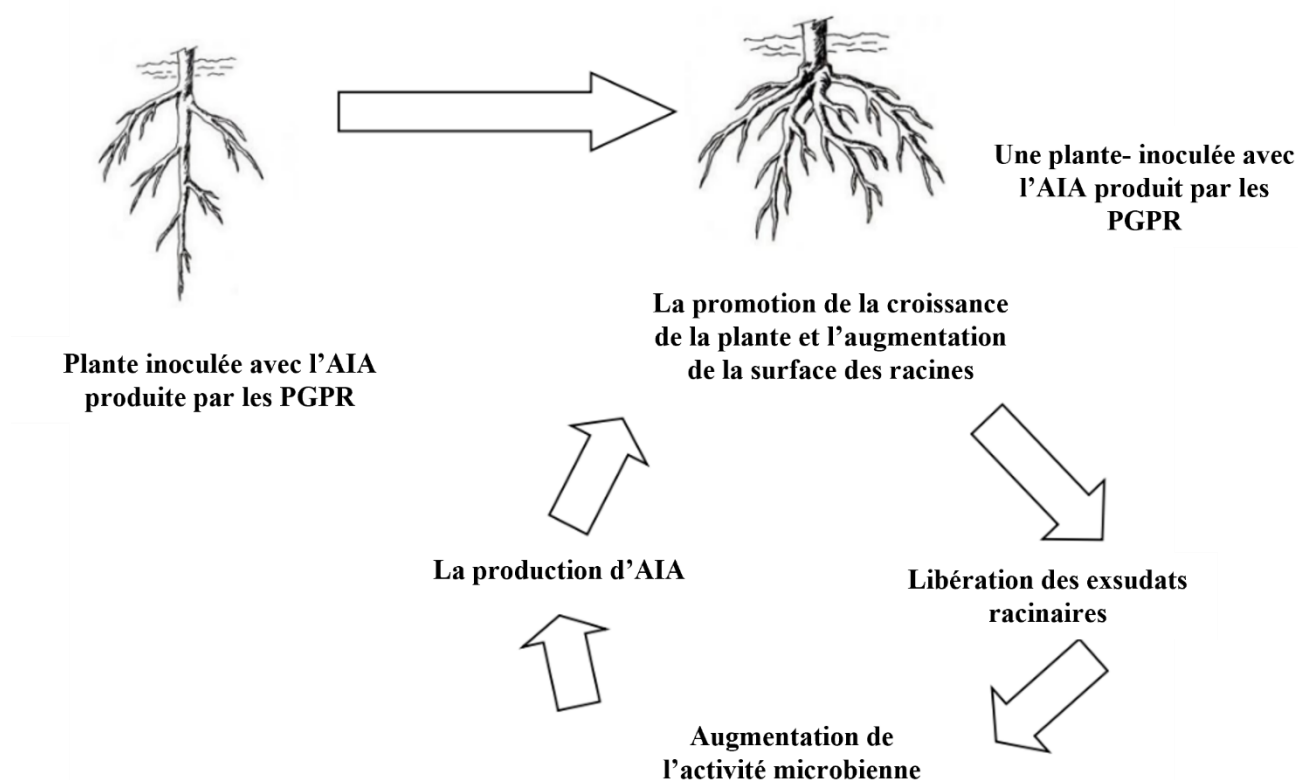 Une plante- inoculée avec
l’AIA produit par les
PGPR
Plante inoculée avec l’AIA
produite par les PGPR
La promotion de la croissance
de la plante et l’augmentation
de la surface des racines
La production d’AIA
Libération des exsudats
racinaires
Augmentation de
l’activité microbienne